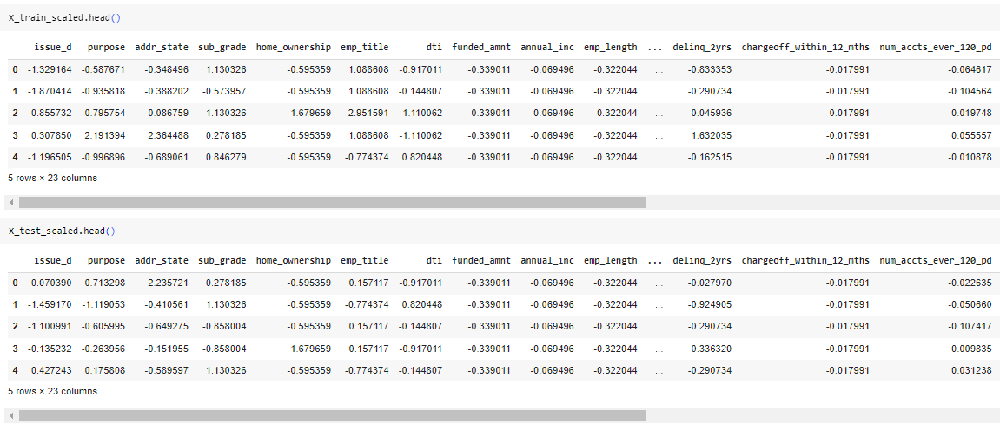 X_train_scaled.head()
issue_d purpose addr_state sub_grade home_ownership emp_title dti funded_amnt annual_inc emp_length ... delinq_2yrs chargeoff_within_12_mths num_accts_ever_120_pd
0 -1.329164 -0.587671 -0.348496 1.130326 -0.595359 1.088608 -0.917011 -0.339011 -0.069496 -0.322044 ... -0.833353 -0.017991 -0.064617
1 -1.870414 -0.935818 -0.388202 -0.573957 -0.595359 1.088608 -0.144807 -0.339011 -0.069496 -0.322044 ... -0.290734 -0.017991 -0.104564
2 0.855732 0.795754 0.086759 1.130326 1.679659 2.951591 -1.110062 -0.339011 -0.069496 -0.322044 ... 0.045936 -0.017991 -0.019748
3 0.307850 2.191394 2.364488 0.278185 -0.595359 1.088608 -1.110062 -0.339011 -0.069496 -0.322044 ... 1.632035 -0.017991 0.055557
4 -1.196505 -0.996896 -0.689061 0.846279 -0.595359 -0.774374 0.820448 -0.339011 -0.069496 -0.322044 ... -0.162515 -0.017991 -0.010878
5 rows × 23 columns
X_test_scaled.head()
issue_d purpose addr_state sub_grade home_ownership emp_title dti funded_amnt annual_inc emp_length ... delinq_2yrs chargeoff_within_12_mths num_accts_ever_120_pd
0 0.070390 0.713298 2.235721 0.278185 -0.595359 0.157117 -0.917011 -0.339011 -0.069496 -0.322044 ... -0.027970 -0.017991 -0.022635
1 -1.459170 -1.119053 -0.410561 1.130326 -0.595359 -0.774374 0.820448 -0.339011 -0.069496 -0.322044 ... -0.924905 -0.017991 -0.050660
2 -1.100991 -0.605995 -0.649275 -0.858004 -0.595359 0.157117 -0.144807 -0.339011 -0.069496 -0.322044 ... -0.290734 -0.017991 -0.107417
3 -0.135232 -0.263956 -0.151955 -0.858004 1.679659 0.157117 -0.917011 -0.339011 -0.069496 -0.322044 ... 0.336320 -0.017991 0.009835
4 0.427243 0.175808 -0.589597 1.130326 -0.595359 -0.774374 -0.144807 -0.339011 -0.069496 -0.322044 ... -0.290734 -0.017991 0.031238
5 rows × 23 columns